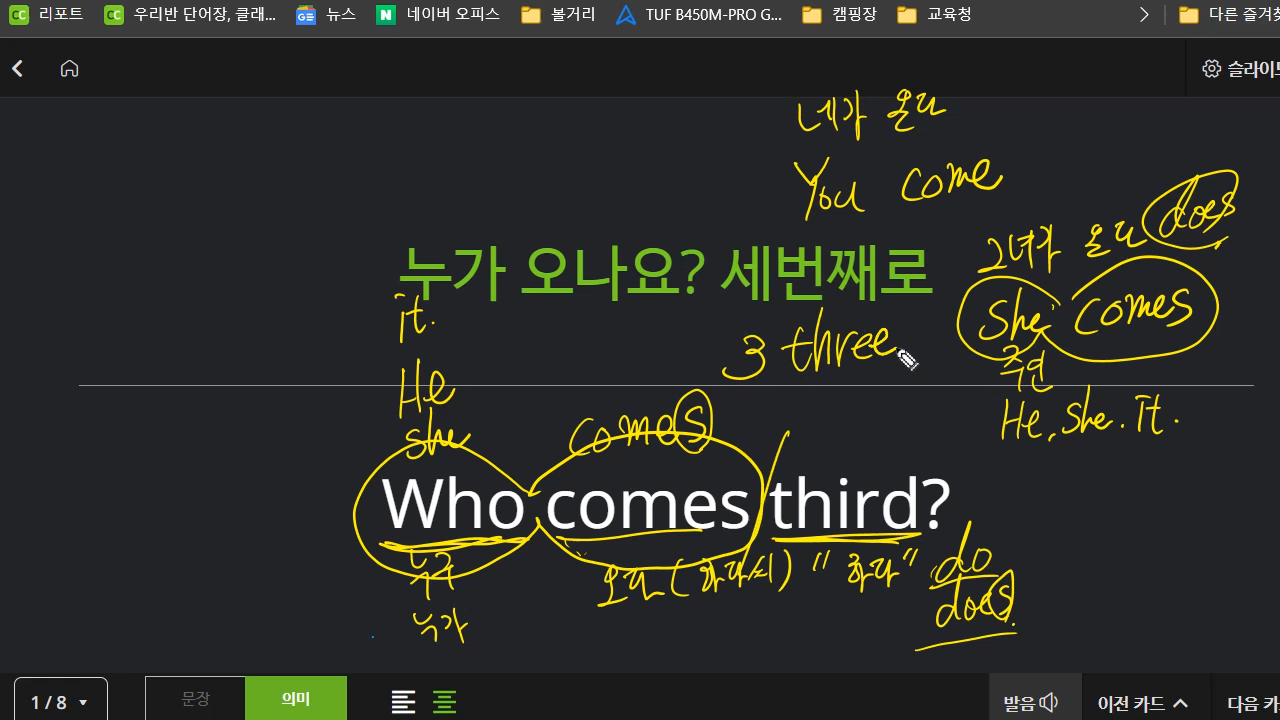 리포트 우리반 단어장, 클래... 뉴스 네이버 오피스 볼거리 TUF B450M-PRO G... 캠핑장 교육청 다른 즐겨찾
슬라이드
네가 온다
You come
그녀가 온다 does
누가 오나요? 세번째로
She comes
it.
3 three
주연
He
He, She. It.
she
comes
Who comes third?
누구
오다 ( ) " 하다 " do
does
누가
1 / 8 문장 의미 발음 이전 카드 다음 카